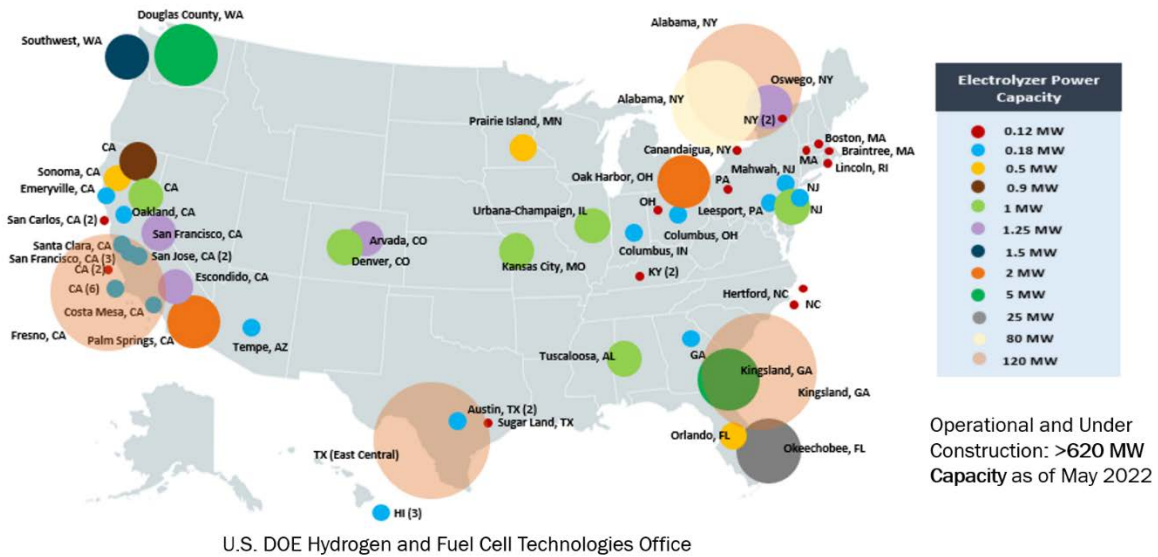 Douglas County, WA
Southwest, WA
Alabama, NY
Oswego, NY
Alabama, NY
NY (2)
Prairie Island, MN
Canandaigua, NY
Boston, MA
Braintree, MA
MA
Lincoln, RI
Mahwah, NJ
Oak Harbor, OH
PA
NJ
NJ
Leesport, PA
OH
Columbus, OH
Urbana-Champaign, IL
Columbus, IN
CA
Sonoma, CA
CA
Emeryville, CA
Oakland, CA
San Carlos, CA (2)
San Francisco, CA
Santa Clara, CA
San Francisco, CA (3)
San Jose, CA (2)
CA (2)
Escondido, CA
CA (6)
Costa Mesa, CA
Fresno, CA
Palm Springs, CA
Tempe, AZ
Arvada, CO
Denver, CO
Kansas City, MO
KY (2)
Hertford, NC
NC
Tuscaloosa, AL
GA
Kingsland, GA
Kingsland, GA
Austin, TX (2)
Sugar Land, TX
TX (East Central)
Orlando, FL
Okeechobee, FL
HI (3)
Electrolyzer Power
Capacity
0.12 MW
0.18 MW
0.5 MW
0.9 MW
1 MW
1.25 MW
1.5 MW
2 MW
5 MW
25 MW
80 MW
120 MW
Operational and Under
Construction: >620 MW
Capacity as of May 2022
U.S. DOE Hydrogen and Fuel Cell Technologies Office